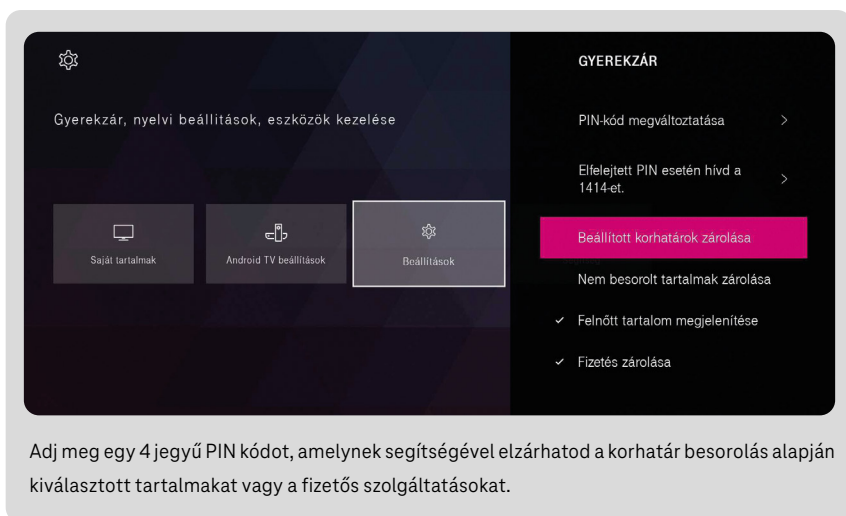 GYEREKZÁR
Gyerekzár, nyelvi beállítások, eszközök kezelése
PIN-kód megváltoztatása
Elfelejtett PIN esetén hívd a
1414-et.
Saját tartalmak
Android TV beállítások
Beállítások
Beállított korhatárok zárolása
Nem besorolt tartalmak zárolása
Felnőtt tartalom megjelenítése
Fizetés zárolása
Adj meg egy 4 jegyű PIN kódot, amelynek segítségével elzárhatod a korhatár besorolás alapján
kiválasztott tartalmakat vagy a fizetős szolgáltatásokat.